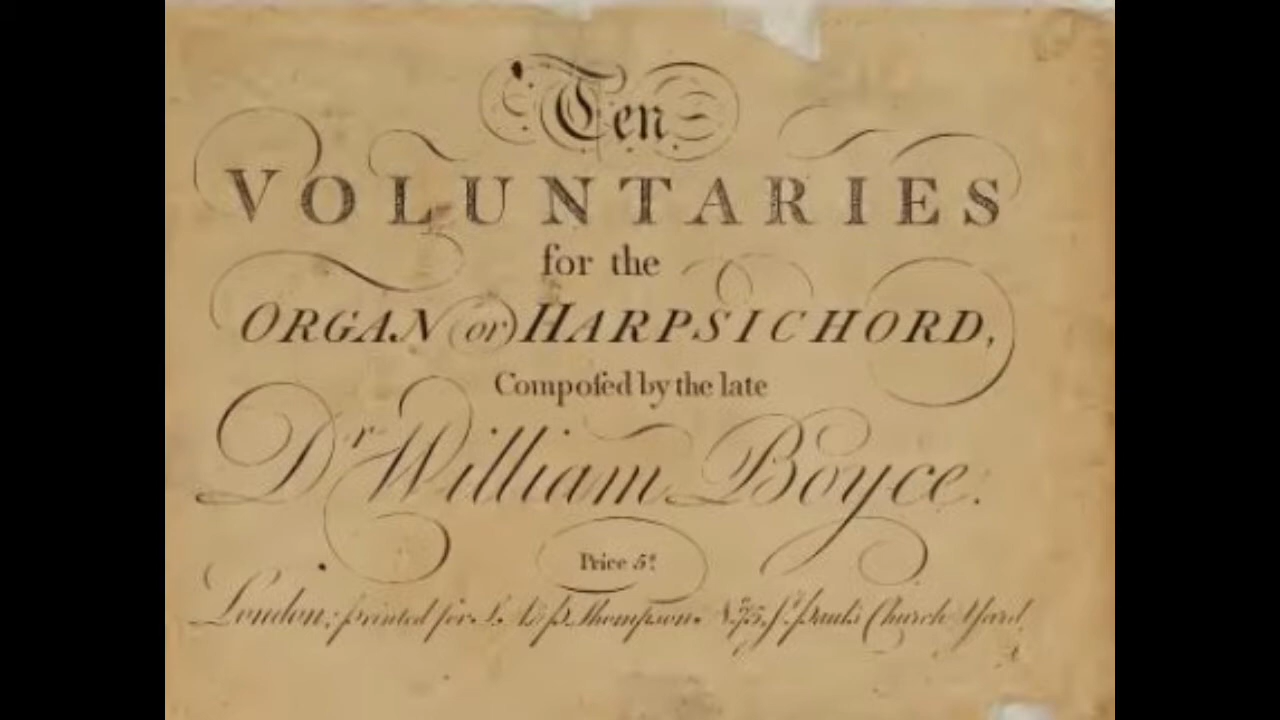 Ten
VOLUNTARIES
for the
ORGAN (or) HARPSICHORD,
Compoſed by the late
Dr William Boyce.
Price 5s
London; printed for S. A. & P. Thompson. No. 75, St. Paul's Church Yard